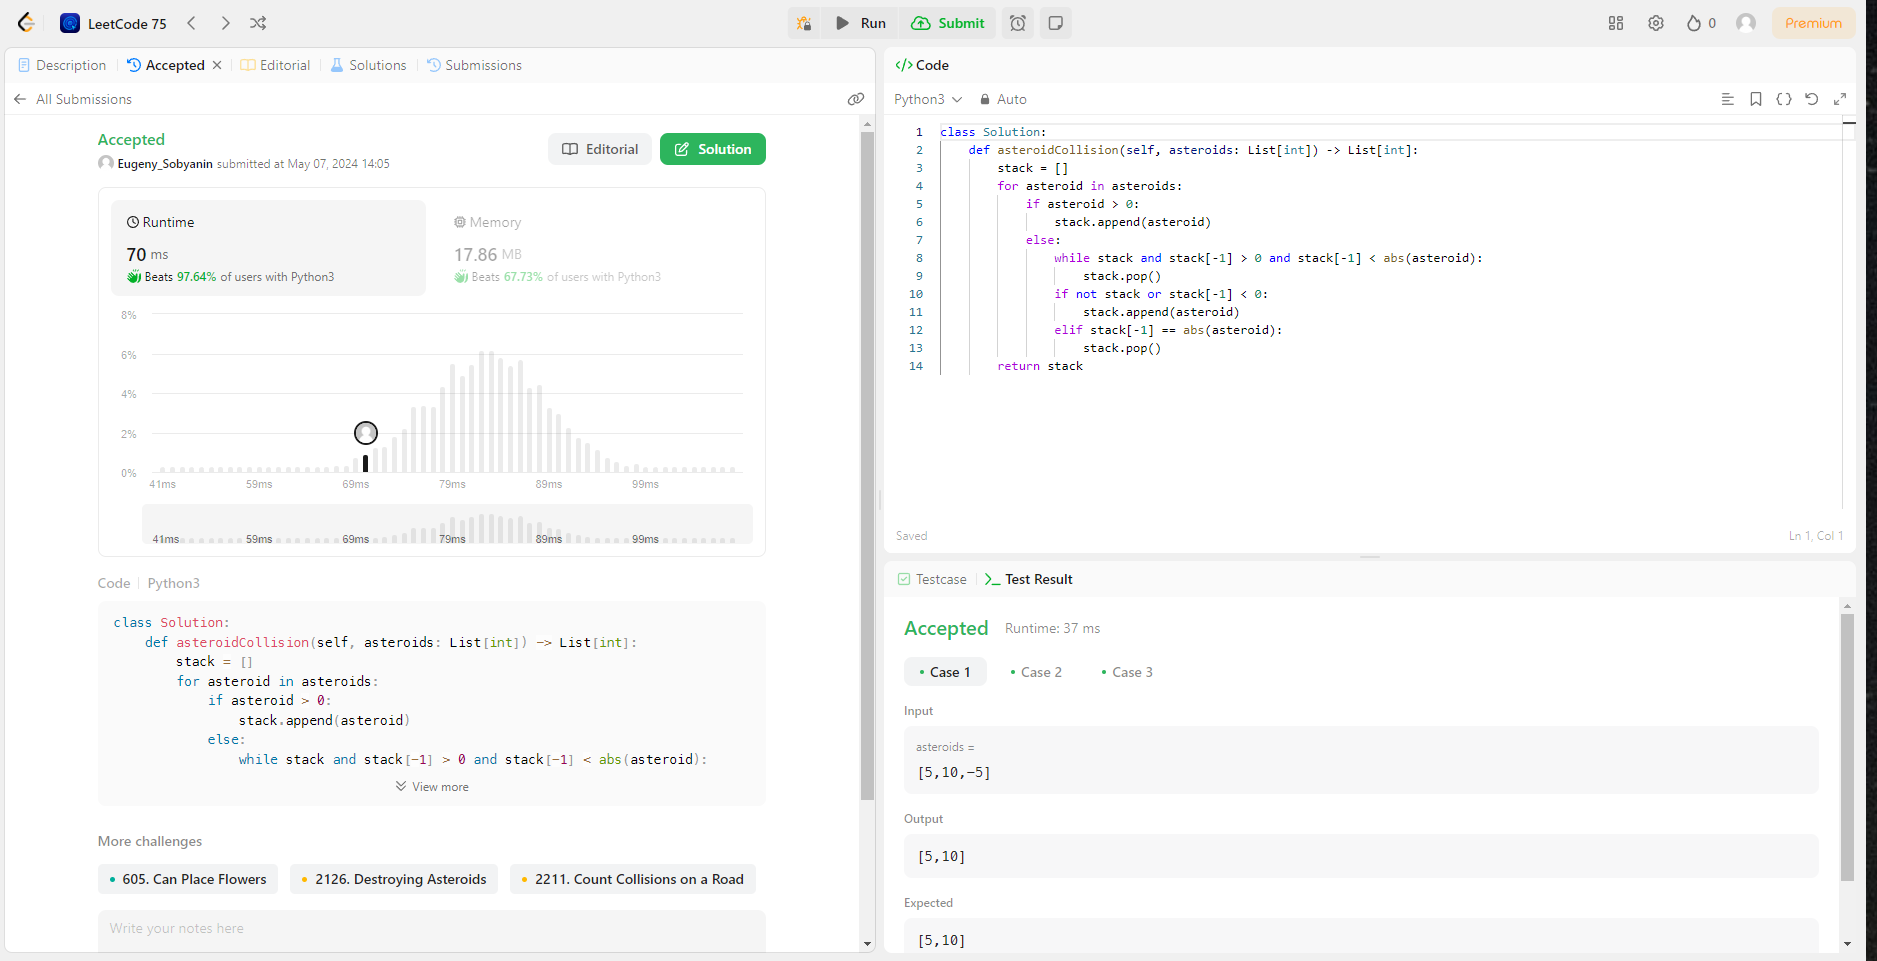 LeetCode 75
Run
Submit
0
Premium
Description
Accepted
Editorial
Solutions
Submissions
All Submissions
Accepted
Eugeny_Sobyanin submitted at May 07, 2024 14:05
Editorial
Solution
Runtime
70 ms
Beats 97.64% of users with Python3
Memory
17.86 MB
Beats 67.73% of users with Python3
8%
6%
4%
2%
0%
41ms 59ms 69ms 79ms 89ms 99ms
41ms 59ms 69ms 79ms 89ms 99ms
Code
Python3
class Solution:
    def asteroidCollision(self, asteroids: List[int]) -> List[int]:
        stack = []
        for asteroid in asteroids:
            if asteroid > 0:
                stack.append(asteroid)
            else:
                while stack and stack[-1] > 0 and stack[-1] < abs(asteroid):
View more
More challenges
605. Can Place Flowers
2126. Destroying Asteroids
2211. Count Collisions on a Road
Write your notes here
</> Code
Python3
Auto
1 class Solution:
2     def asteroidCollision(self, asteroids: List[int]) -> List[int]:
3         stack = []
4         for asteroid in asteroids:
5             if asteroid > 0:
6                 stack.append(asteroid)
7             else:
8                 while stack and stack[-1] > 0 and stack[-1] < abs(asteroid):
9                     stack.pop()
10                 if not stack or stack[-1] < 0:
11                     stack.append(asteroid)
12                 elif stack[-1] == abs(asteroid):
13                     stack.pop()
14         return stack
Saved
Ln 1, Col 1
Testcase
Test Result
Accepted
Runtime: 37 ms
Case 1
Case 2
Case 3
Input
asteroids =
[5,10,-5]
Output
[5,10]
Expected
[5,10]